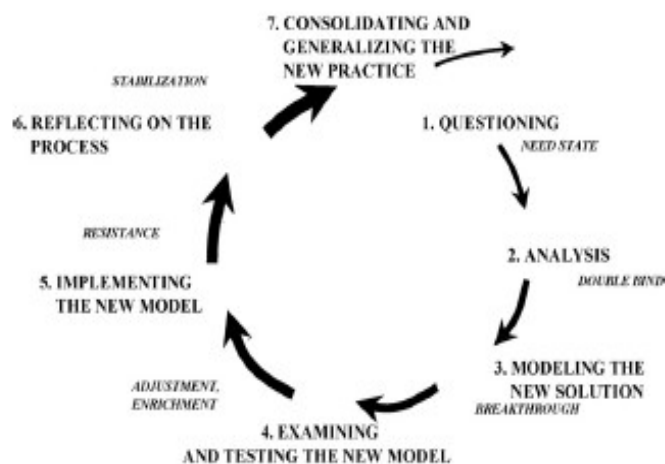 7. CONSOLIDATING AND
GENERALIZING THE
NEW PRACTICE
STABILIZATION
6. REFLECTING ON THE
PROCESS
1. QUESTIONING
NEED STATE
RESISTANCE
2. ANALYSIS
DOUBLE BIND
5. IMPLEMENTING
THE NEW MODEL
3. MODELING THE
NEW SOLUTION
ADJUSTMENT,
ENRICHMENT
BREAKTHROUGH
4. EXAMINING
AND TESTING THE NEW MODEL